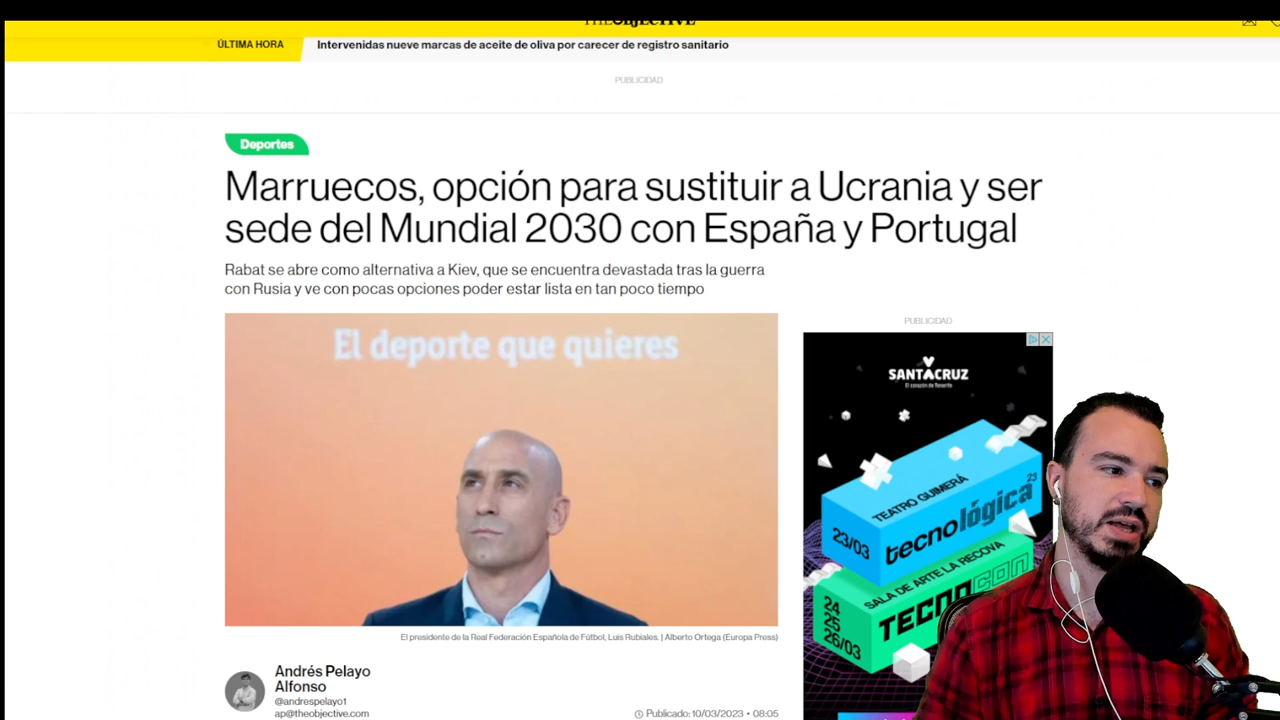 THE OBJECTIVE
ÚLTIMA HORA
Intervenidas nueve marcas de aceite de oliva por carecer de registro sanitario
PUBLICIDAD
Deportes
Marruecos, opción para sustituir a Ucrania y ser
sede del Mundial 2030 con España y Portugal
Rabat se abre como alternativa a Kiev, que se encuentra devastada tras la guerra
con Rusia y ve con pocas opciones poder estar lista en tan poco tiempo
El deporte que quieres
El presidente de la Real Federación Española de Fútbol, Luis Rubiales. | Alberto Ortega (Europa Press)
Andrés Pelayo
Alfonso
@andrespelayo1
ap@theobjective.com
Publicado: 10/03/2023 • 08:05
PUBLICIDAD
SANTACRUZ
El corazón de Tenerife
TEATRO GUIMERÁ
23/03
tecnológica
23
SALA DE ARTE LA RECOVA
24
25
26/03
TECNOCON